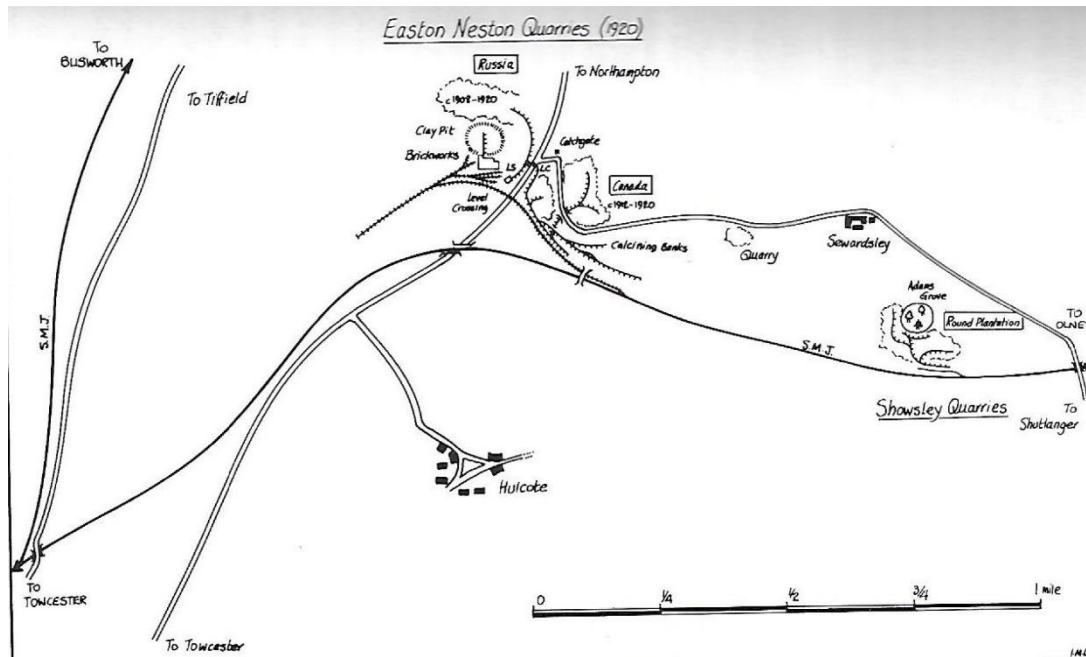 Easton Neston Quarries (1920)
To
BLISWORTH
To Tiffield
Russia
c1908-1920
To Northampton
Clay Pit
Brickworks
Catchgate
LS
LC
Canada
c1912-1920
Level
Crossing
Calcining Banks
Quarry
Sewardsley
Adams
Grove
Round Plantation
TO
OLNEY
S.M.J.
S.M.J.
Showsley Quarries
To
Shutlanger
Hulcote
To
TOWCESTER
To Towcester
0
1/4
1/2
3/4
1 mile